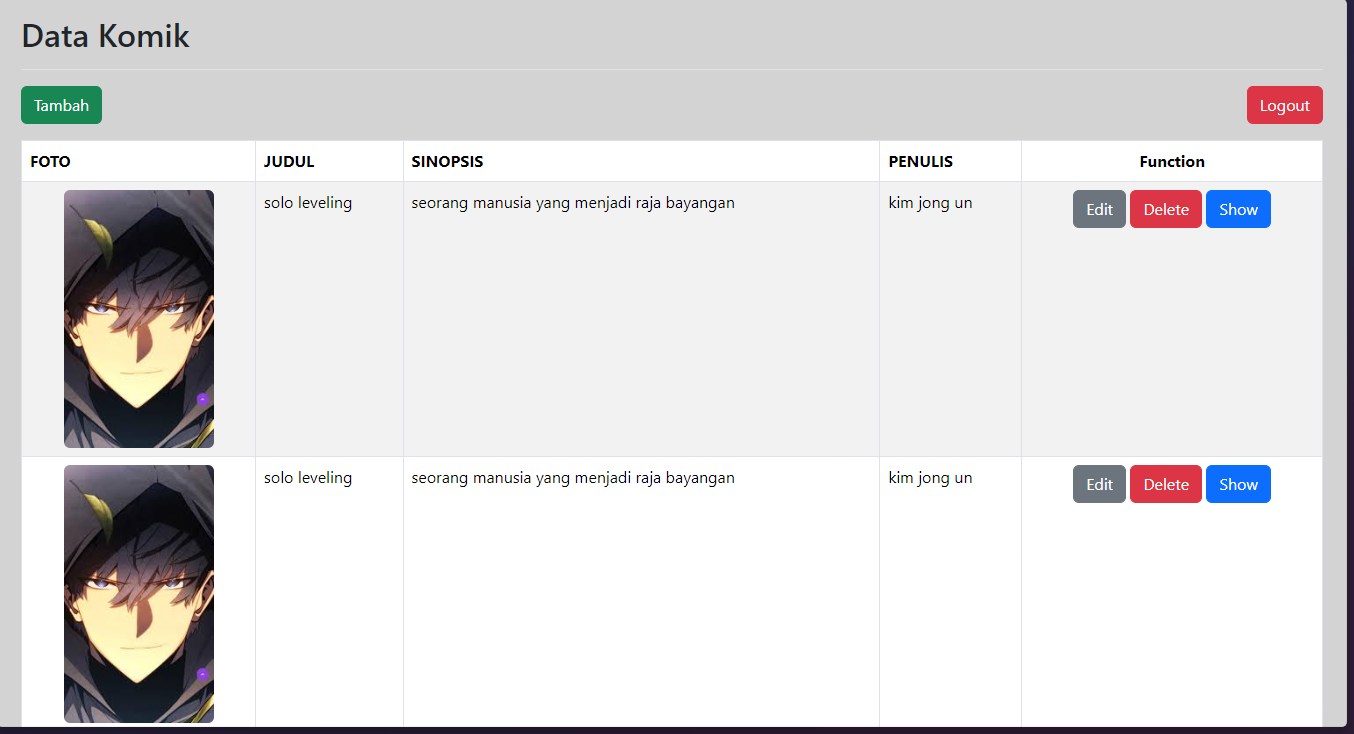 Data Komik
Tambah Logout
FOTO JUDUL SINOPSIS PENULIS Function
solo leveling seorang manusia yang menjadi raja bayangan kim jong un Edit Delete Show
solo leveling seorang manusia yang menjadi raja bayangan kim jong un Edit Delete Show